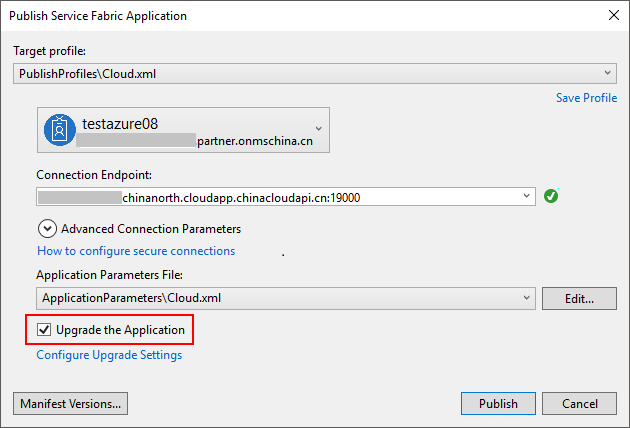 Publish Service Fabric Application
Target profile:
PublishProfiles\Cloud.xml
Save Profile
testazure08
.partner.onmschina.cn
Connection Endpoint:
chinanorth.cloudapp.chinacloudapi.cn:19000
Advanced Connection Parameters
How to configure secure connections
.
Application Parameters File:
ApplicationParameters\Cloud.xml
Edit...
Upgrade the Application
Configure Upgrade Settings
Manifest Versions...
Publish
Cancel